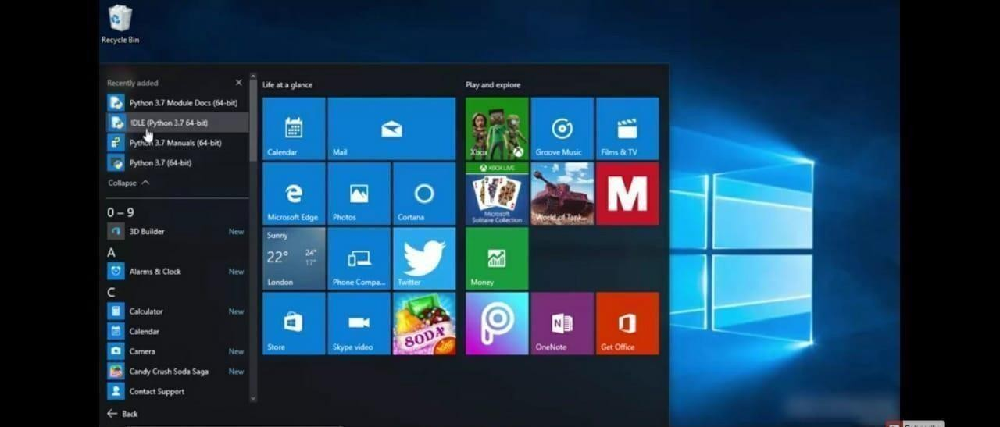 Recycle Bin
Recently added
Python 3.7 Module Docs (64-bit)
IDLE (Python 3.7 64-bit)
Python 3.7 Manuals (64-bit)
Python 3.7 (64-bit)
Collapse
0 – 9
3D Builder New
A
Alarms & Clock New
C
Calculator New
Calendar
Camera New
Candy Crush Soda Saga New
Contact Support
Back
Life at a glance
Calendar
Mail
Microsoft Edge
Photos
Cortana
Sunny
22° 24°
17°
London
Phone Compa...
Twitter
Store
Skype video
SODA
Play and explore
Xbox
Groove Music
Films & TV
XBOX LIVE
Microsoft
Solitaire Collection
World of Tank...
M
Money
OneNote
Get Office